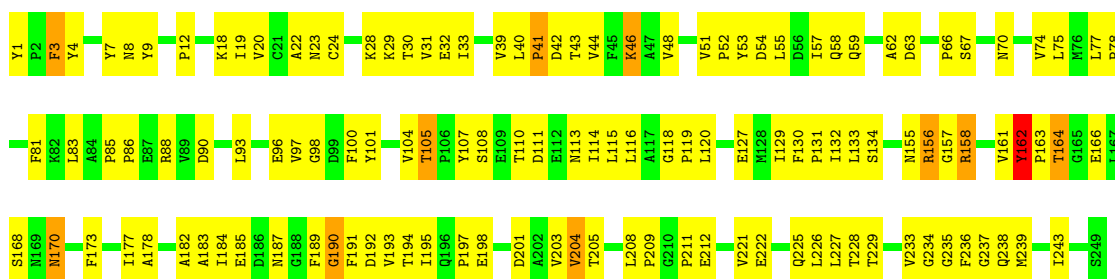 Y1 P2 F3 Y4 Y7 N8 Y9 P12 K18 I19 V20 C21 A22 N23 C24 K28 K29 T30 V31 E32 I33 V39 L40 P41 D42 T43 V44 F45 K46 A47 V48 V51 P52 Y53 D54 L55 D56 I57 Q58 Q59 A62 D63 P66 S67 N70 V74 L75 M76 L77
F81 K82 L83 A84 P85 P86 E87 R88 V89 D90 L93 E96 V97 G98 D99 F100 Y101 V104 T105 P106 Y107 S108 E109 T110 D111 E112 N113 I114 L115 L116 A117 G118 P119 L120 E127 M128 I129 F130 P131 I132 L133 S134 N155 R156 G157 R158 V161 Y162 P163 T164 G165 E166 L167
S168 N169 N170 F173 I177 A178 A182 A183 I184 E185 D186 N187 G188 F189 G190 F191 D192 V193 T194 I195 Q196 P197 E198 D201 A202 V203 V204 T205 L208 P209 G210 P211 E212 V221 E222 Q225 L226 L227 T228 T229 V233 G234 G235 F236 G237 Q238 M239 I243 S249